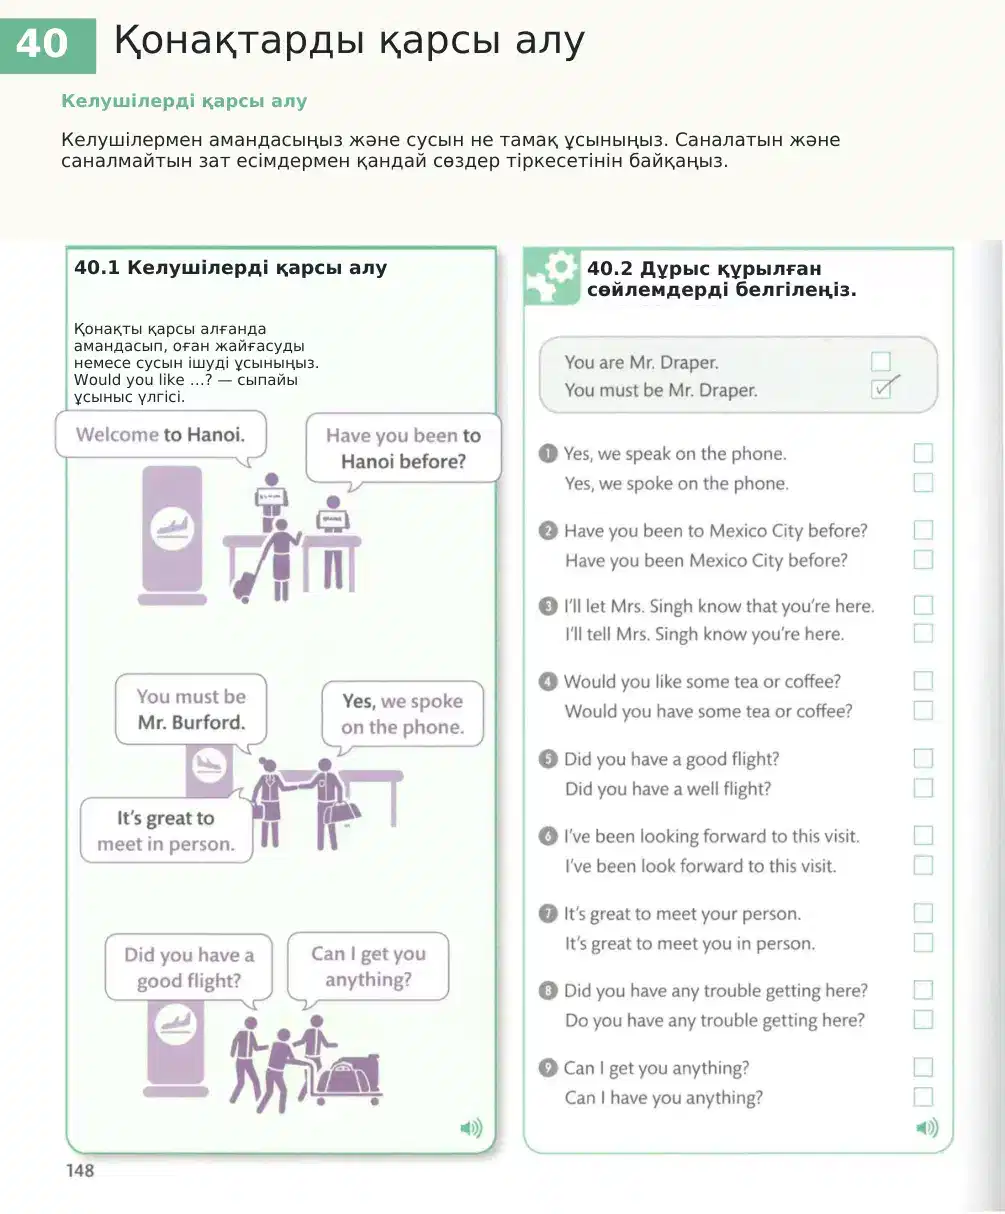 40 Қонақтарды қарсы алу
Келушілерді қарсы алу
Келушілермен амандасыңыз және сусын не тамақ ұсыныңыз. Саналатын және
саналмайтын зат есімдермен қандай сөздер тіркесетінін байқаңыз.
40.1 Келушілерді қарсы алу
Қонақты қарсы алғанда
амандасып, оған жайғасуды
немесе сусын ішуді ұсыныңыз.
Would you like ...? — сыпайы
ұсыныс үлгісі.
Welcome to Hanoi.
Have you been to
Hanoi before?
You must be
Mr. Burford.
Yes, we spoke
on the phone.
It's great to
meet in person.
Did you have a
good flight?
Can I get you
anything?
40.2 Дұрыс құрылған
сөйлемдерді белгілеңіз.
You are Mr. Draper.
You must be Mr. Draper.
1 Yes, we speak on the phone.
Yes, we spoke on the phone.
2 Have you been to Mexico City before?
Have you been Mexico City before?
3 I'll let Mrs. Singh know that you're here.
I'll tell Mrs. Singh know you're here.
4 Would you like some tea or coffee?
Would you have some tea or coffee?
5 Did you have a good flight?
Did you have a well flight?
6 I've been looking forward to this visit.
I've been look forward to this visit.
7 It's great to meet your person.
It's great to meet you in person.
8 Did you have any trouble getting here?
Do you have any trouble getting here?
9 Can I get you anything?
Can I have you anything?
148